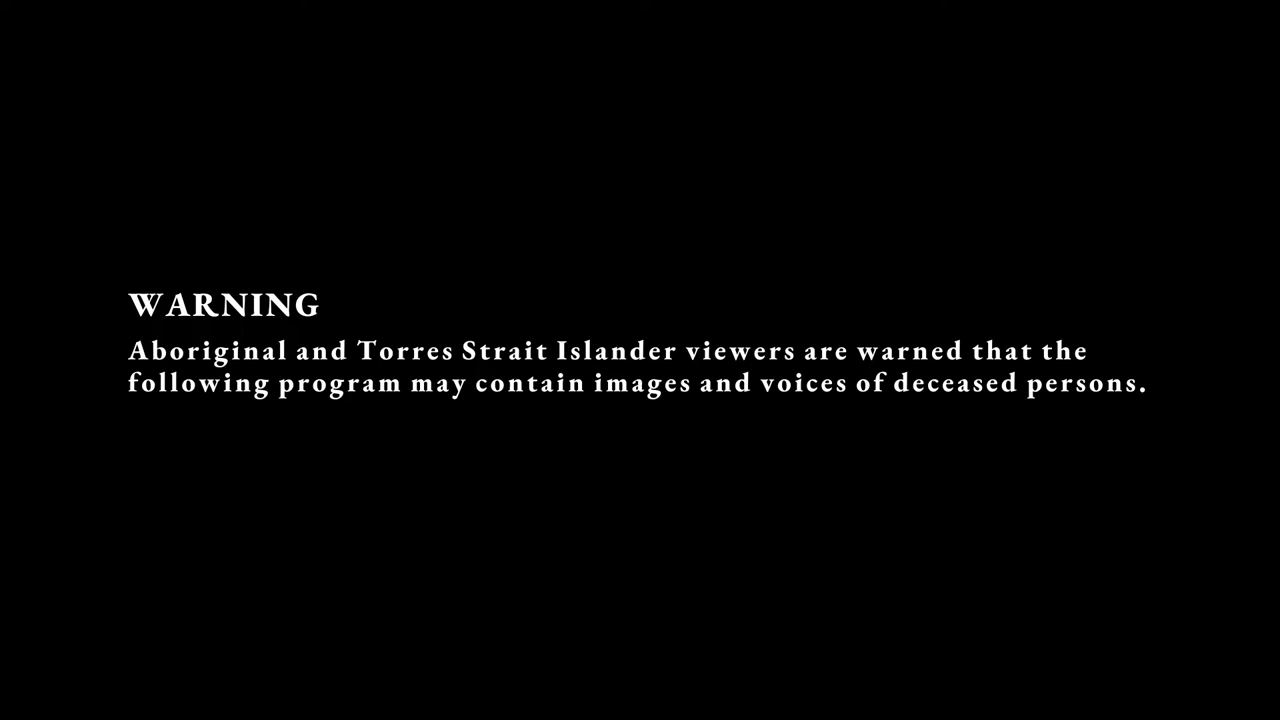 WARNING
Aboriginal and Torres Strait Islander viewers are warned that the
following program may contain images and voices of deceased persons.